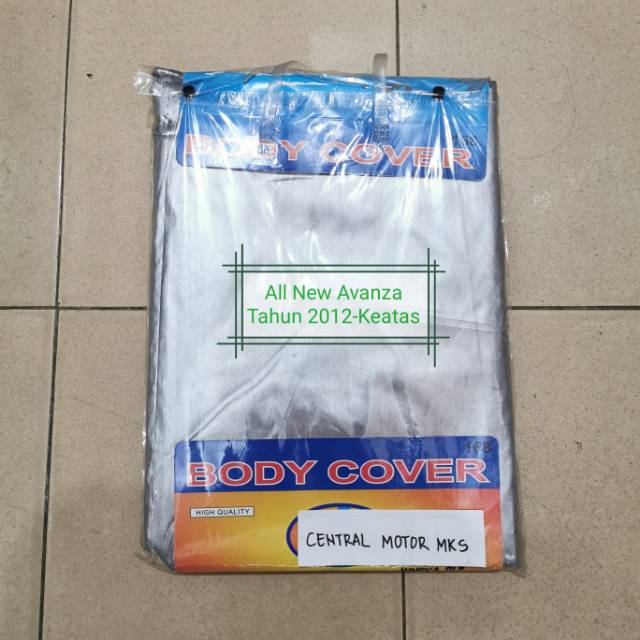 BODY COVER
All New Avanza
Tahun 2012-Keatas
BODY COVER
HIGH QUALITY
CENTRAL MOTOR MKS